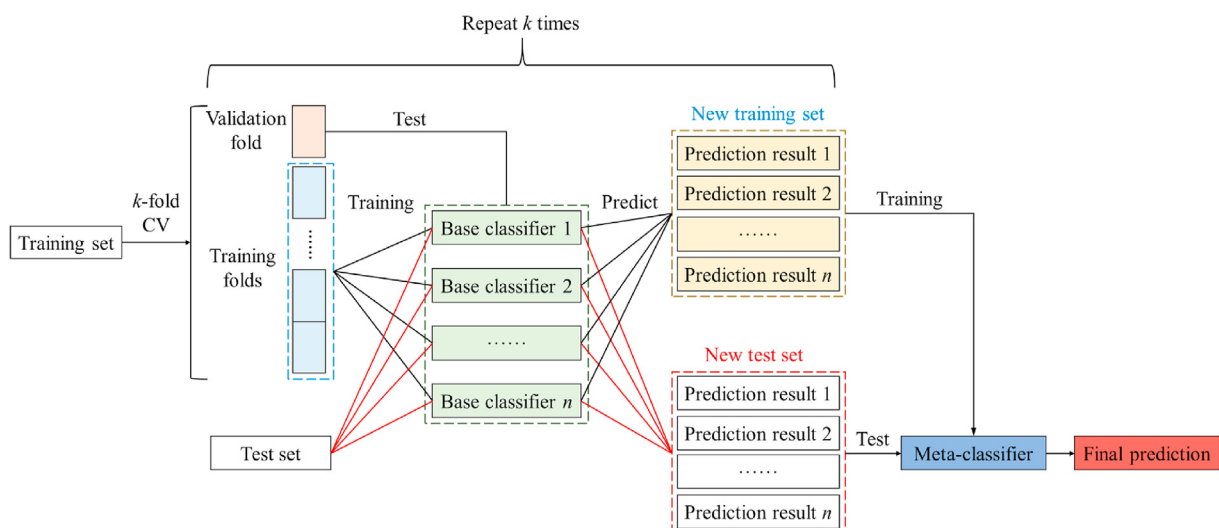 Repeat k times
Validation
fold
Test
New training set
Prediction result 1
Prediction result 2
......
Prediction result n
Training
k-fold
CV
Training set
Training
folds
......
Training
Base classifier 1
Base classifier 2
......
Base classifier n
Predict
Test set
New test set
Prediction result 1
Prediction result 2
......
Prediction result n
Test
Meta-classifier
Final prediction